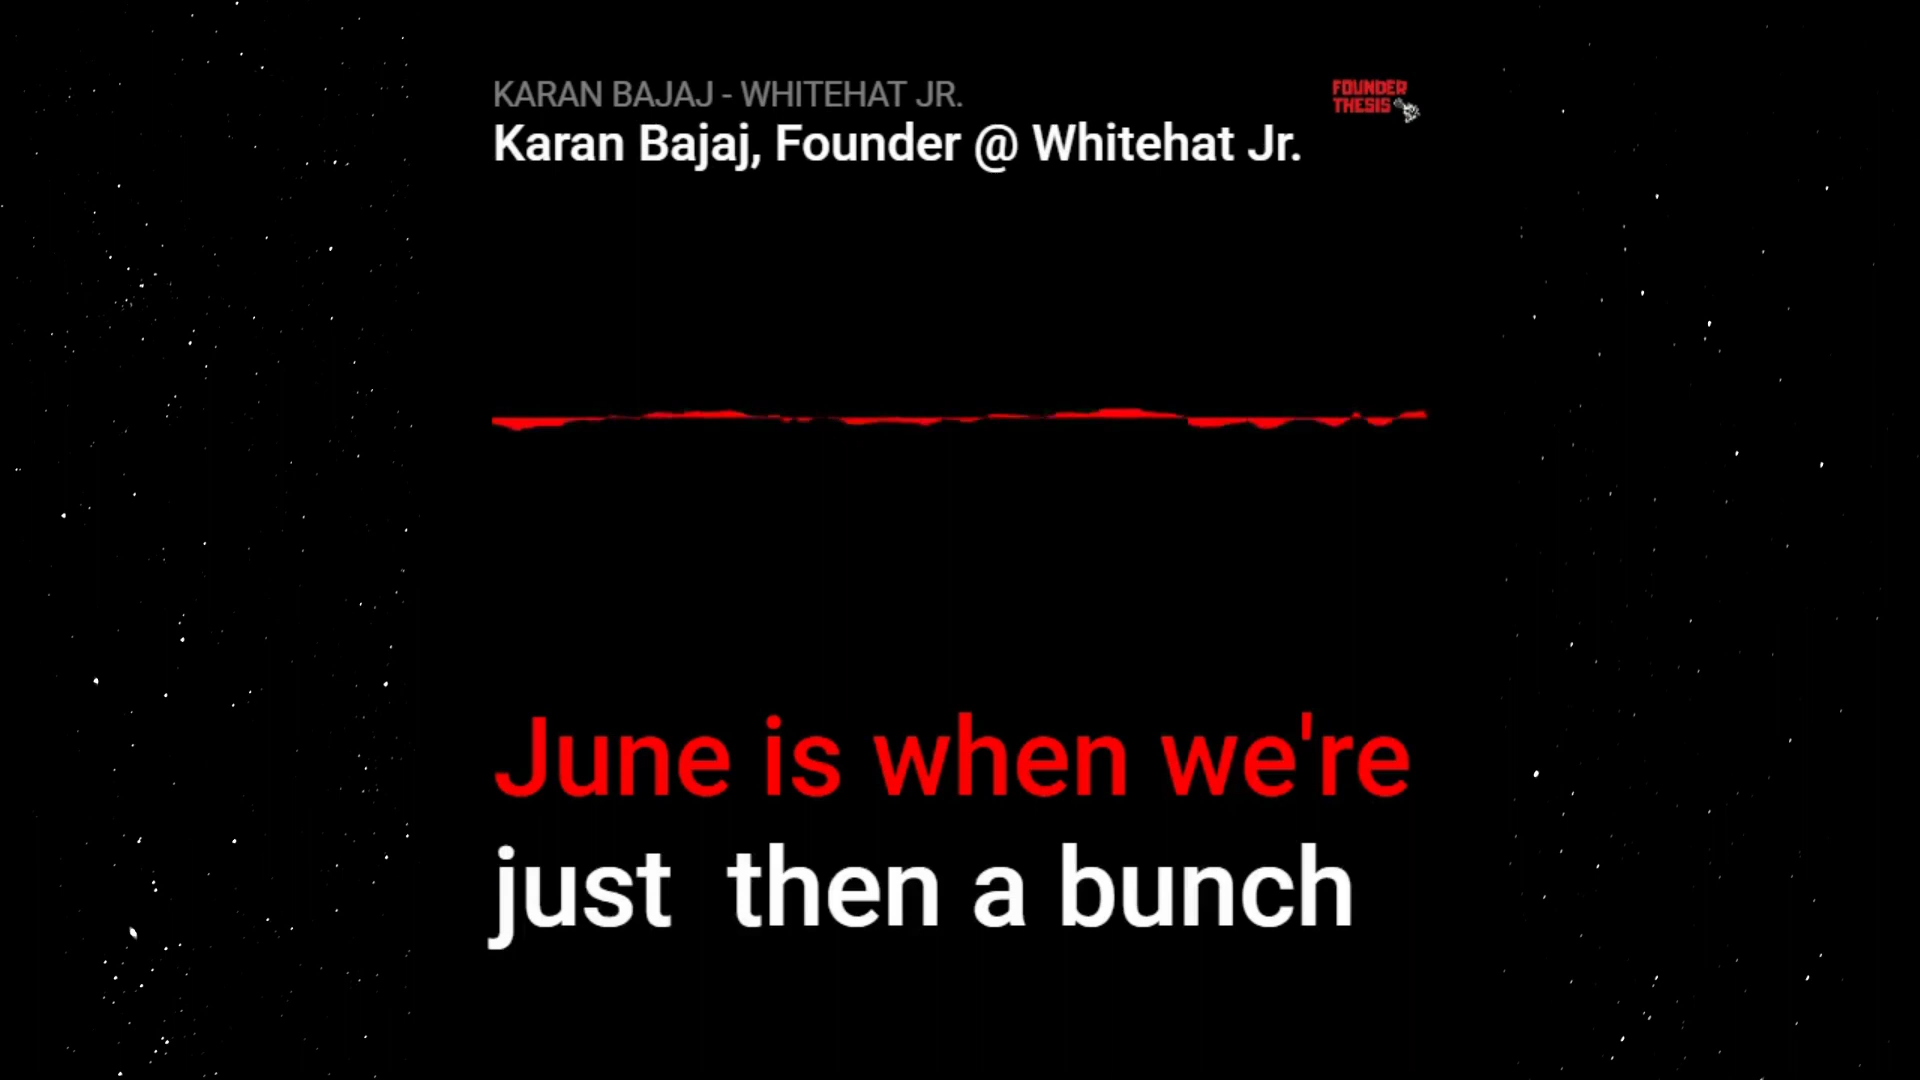 KARAN BAJAJ - WHITEHAT JR.
Karan Bajaj, Founder @ Whitehat Jr.
FOUNDER
THESIS
June is when we're
just  then a bunch